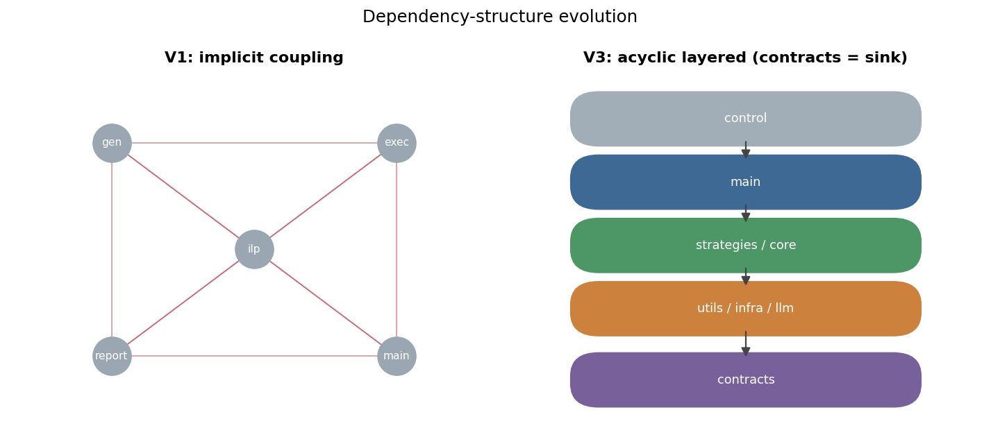 Dependency-structure evolution
V1: implicit coupling
gen
exec
ilp
report
main
V3: acyclic layered (contracts = sink)
control
main
strategies / core
utils / infra / llm
contracts